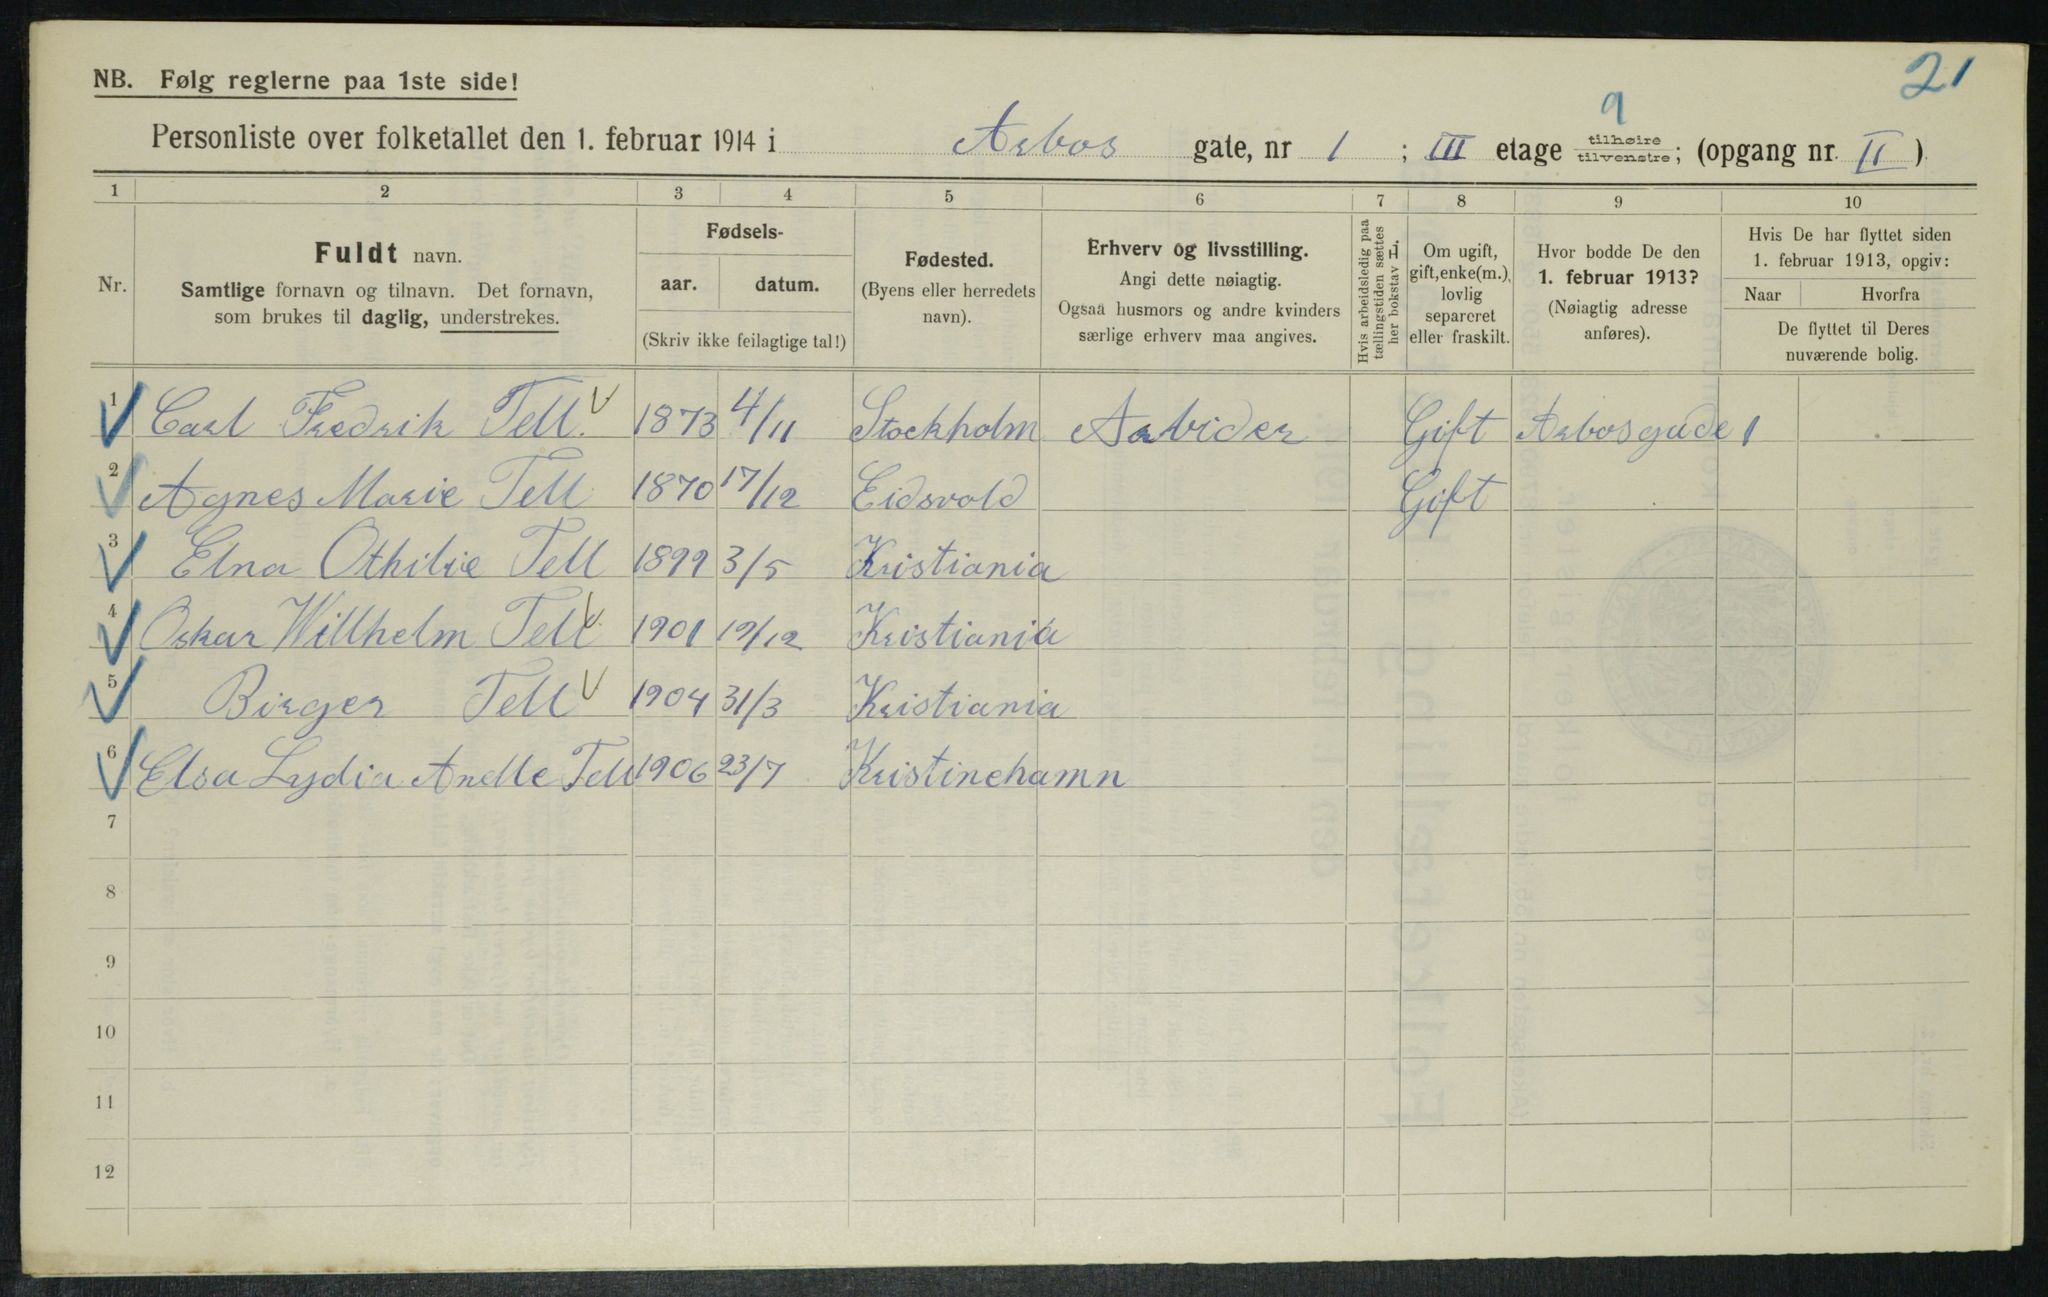 21
NB. Følg reglerne paa 1ste side!
Personliste over folketallet den 1. februar 1914 i Arbos gate, nr 1 ; III etage tilhøire tilvenstre; (opgang nr. II)
1 2 3 4 5 6 7 8 9 10
Nr.
Fuldt navn.
Samtlige fornavn og tilnavn. Det fornavn,
som brukes til daglig, understrekes.
Fødsels-
aar. datum.
(Skriv ikke feilagtige tal!)
Fødested.
(Byens eller herredets
navn).
Erhverv og livsstilling.
Angi dette nøiagtig.
Ogsaa husmors og andre kvinders
særlige erhverv maa angives.
Hvis arbeidsledig paa
tællingstiden sættes
her bokstav L.
Om ugift,
gift, enke(m.),
lovlig
separeret
eller fraskilt.
Hvor bodde De den
1. februar 1913?
(Nøiagtig adresse
anføres).
Hvis De har flyttet siden
1. februar 1913, opgiv:
Naar Hvorfra
De flyttet til Deres
nuværende bolig.
1 Carl Fredrik Tell. 1873 4/11 Stockholm Arbider Gift Arbosgade 1
2 Agnes Marie Tell 1870 17/12 Eidsvold Gift
3 Elna Othilie Tell 1899 3/5 Kristiania
4 Oskar Willhelm Tell 1901 19/12 Kristiania
5 Birger Tell 1904 31/3 Kristiania
6 Elsa Lydia Anelle Tell 1906 23/7 Kristinehamn
7
8
9
10
11
12